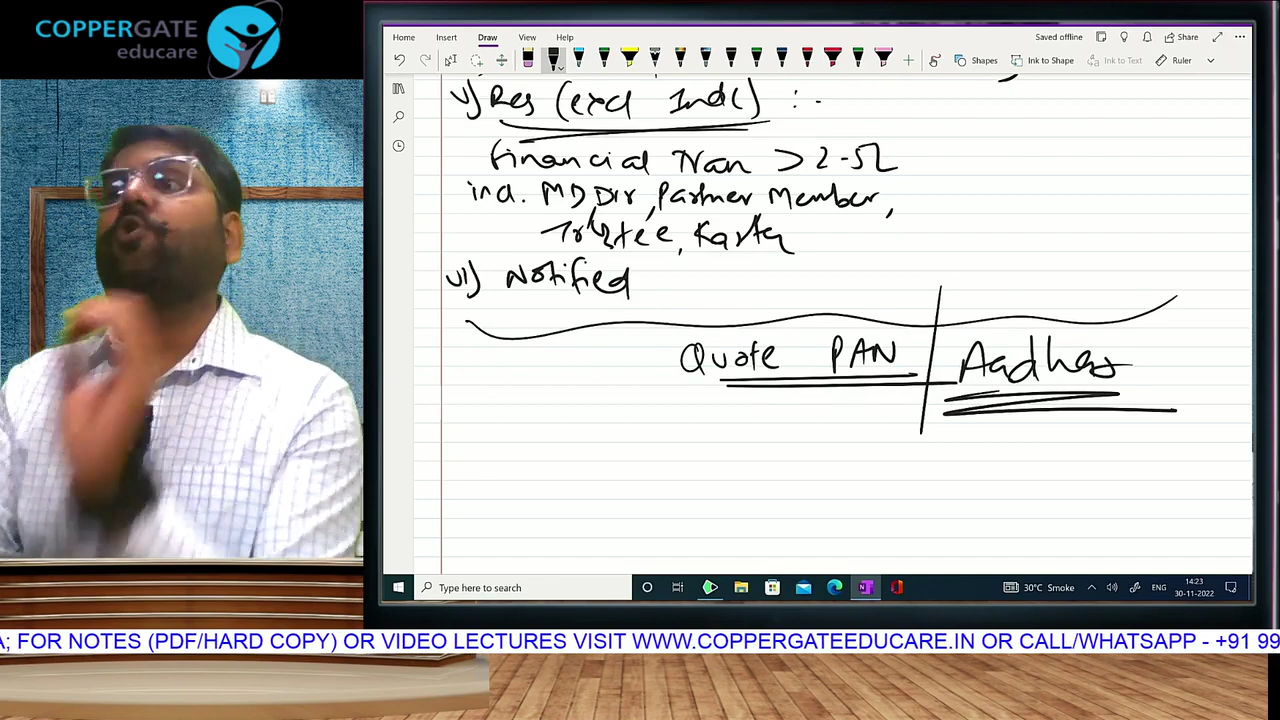 COPPERGATE
educare
Home Insert Draw View Help
Saved offline
Share
Shapes
Ink to Shape
Ink to Text
Ruler
v) Res (excl Indl) :-
Financial Tran > 2.5L
incl. MD, Dir, Partner Member,
Trustee, Karta
vi) Notified
Quote PAN
Aadhar
Type here to search
30°C Smoke
ENG
14:23
30-11-2022
A; FOR NOTES (PDF/HARD COPY) OR VIDEO LECTURES VISIT WWW.COPPERGATEEDUCARE.IN OR CALL/WHATSAPP - +91 99